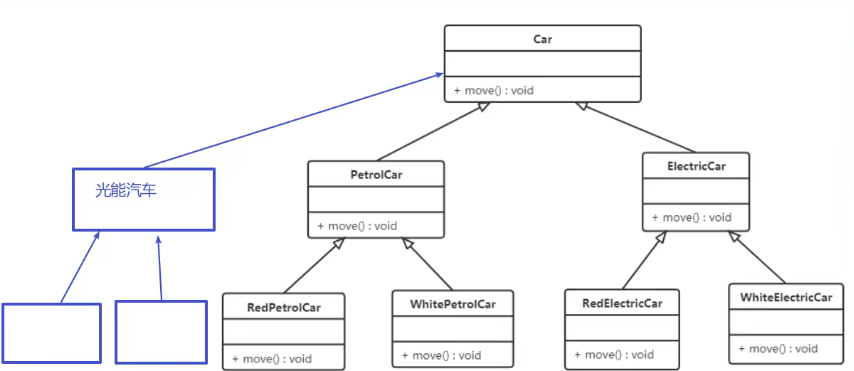 Car
+ move() : void
光能汽车
PetrolCar
+ move() : void
ElectricCar
+ move() : void
RedPetrolCar
+ move() : void
WhitePetrolCar
+ move() : void
RedElectricCar
+ move() : void
WhiteElectricCar
+ move() : void